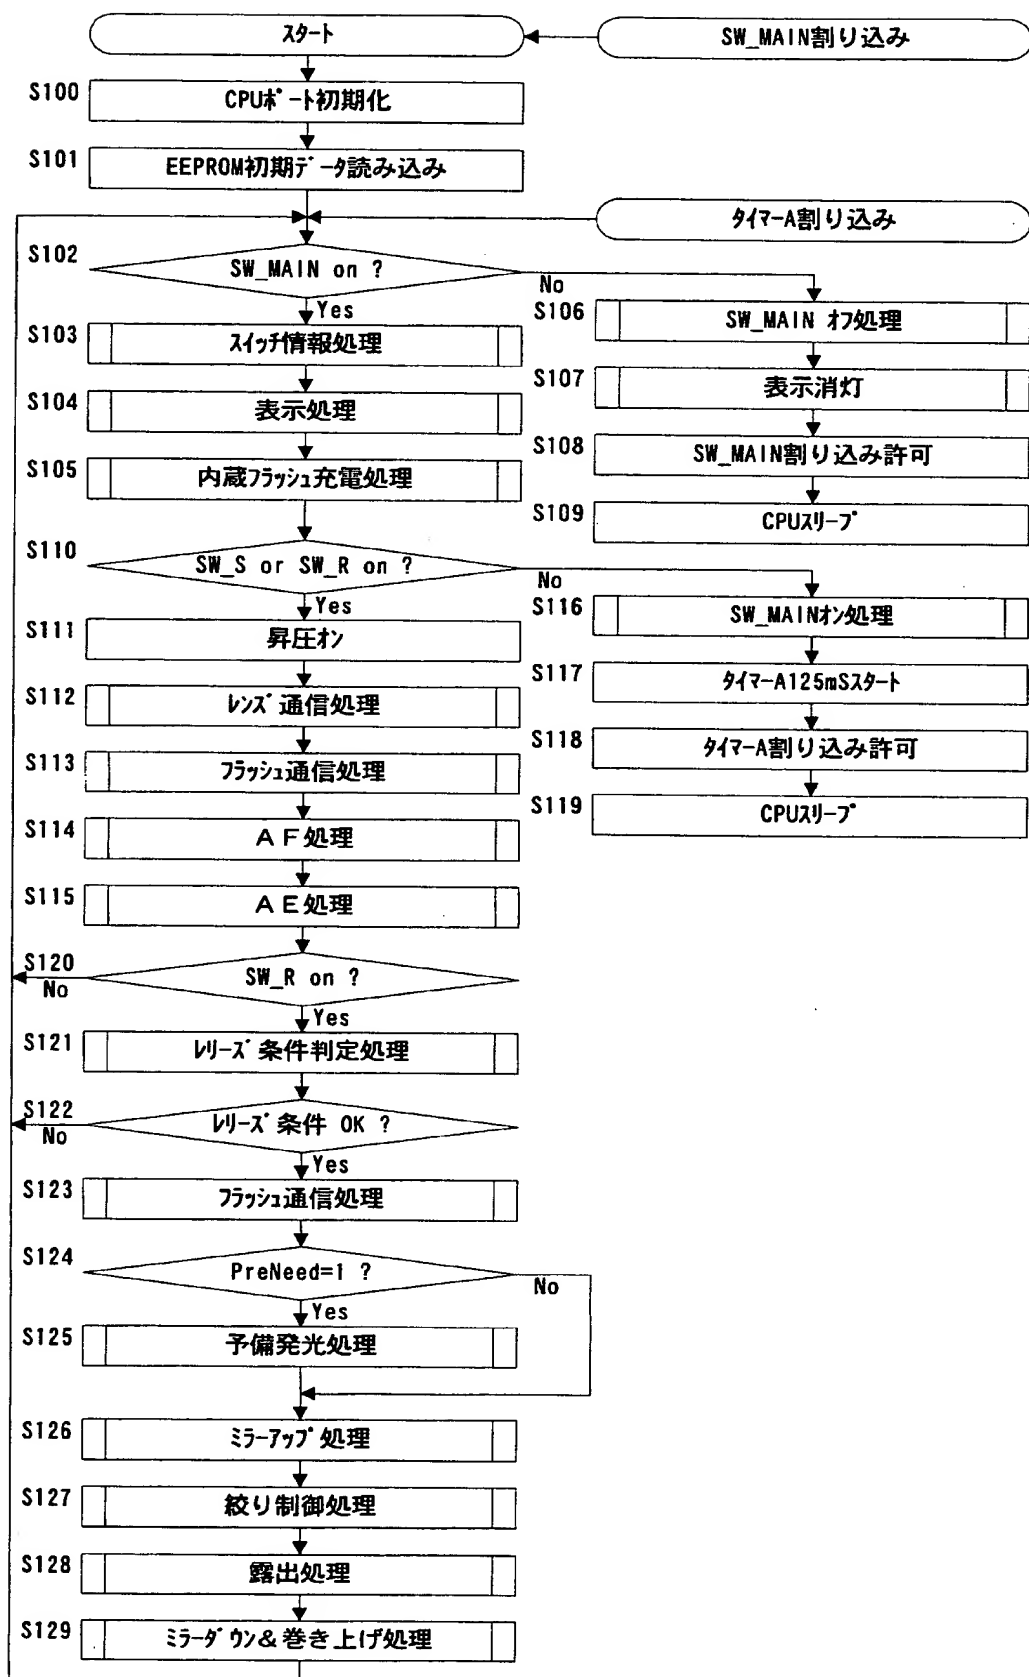 スタート
SW_MAIN割り込み
S100
CPUポート初期化
S101
EEPROM初期データ読み込み
タイマーA割り込み
S102
SW_MAIN on ?
No
Yes
S106
SW_MAIN オフ処理
S103
スイッチ情報処理
S107
表示消灯
S104
表示処理
S108
SW_MAIN割り込み許可
S105
内蔵フラッシュ充電処理
S109
CPUスリープ
S110
SW_S or SW_R on ?
No
Yes
S116
SW_MAINオン処理
S111
昇圧オン
S117
タイマーA125mSスタート
S112
レンズ通信処理
S118
タイマーA割り込み許可
S113
フラッシュ通信処理
S119
CPUスリープ
S114
AF処理
S115
AE処理
S120
SW_R on ?
No
Yes
S121
レリーズ条件判定処理
S122
レリーズ条件 OK ?
No
Yes
S123
フラッシュ通信処理
S124
PreNeed=1 ?
No
Yes
S125
予備発光処理
S126
ミラーアップ処理
S127
絞り制御処理
S128
露出処理
S129
ミラーダウン&巻き上げ処理